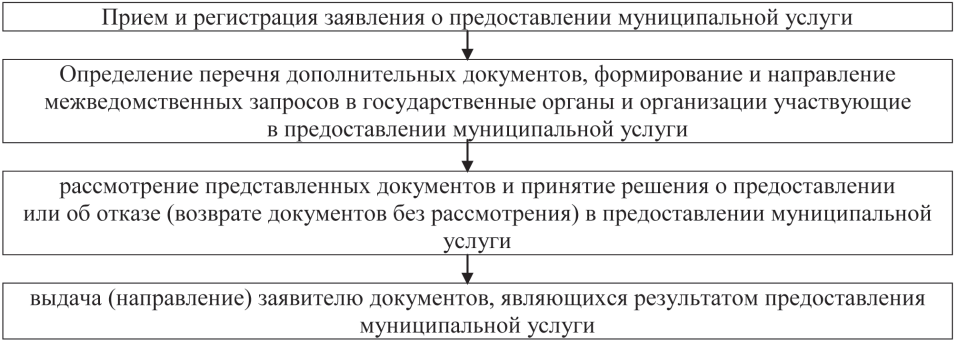 Прием и регистрация заявления о предоставлении муниципальной услуги
Определение перечня дополнительных документов, формирование и направление
межведомственных запросов в государственные органы и организации участвующие
в предоставлении муниципальной услуги
рассмотрение представленных документов и принятие решения о предоставлении
или об отказе (возврате документов без рассмотрения) в предоставлении муниципальной
услуги
выдача (направление) заявителю документов, являющихся результатом предоставления
муниципальной услуги